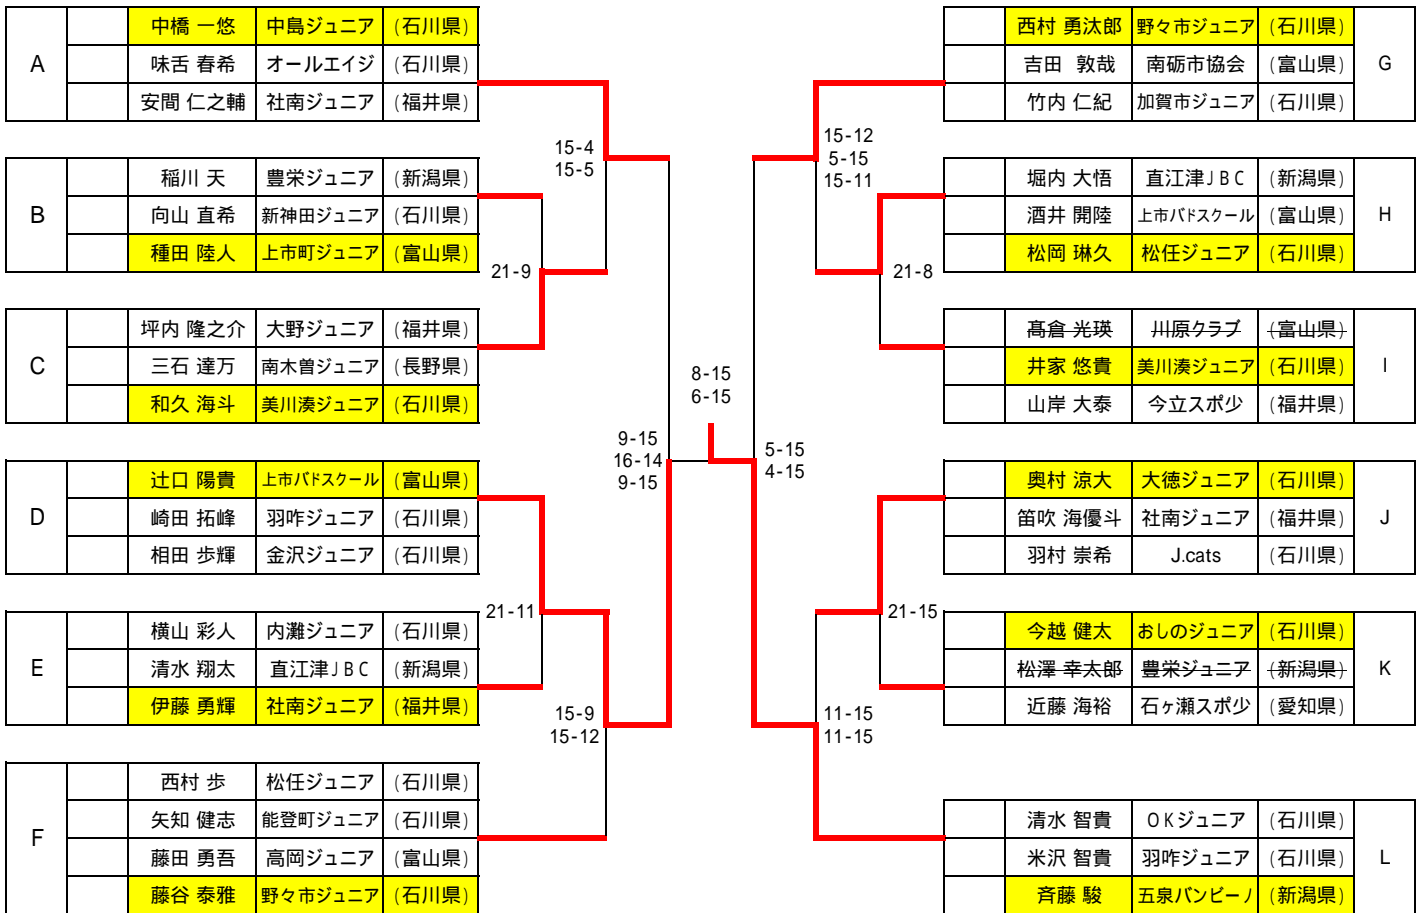 A
中橋 一悠 中島ジュニア (石川県)
味舌 春希 オールエイジ (石川県)
安間 仁之輔 社南ジュニア (福井県)
15-4
15-5
B
稲川 天 豊栄ジュニア (新潟県)
向山 直希 新神田ジュニア (石川県)
種田 陸人 上市町ジュニア (富山県)
21-9
C
坪内 隆之介 大野ジュニア (福井県)
三石 達万 南木曽ジュニア (長野県)
和久 海斗 美川湊ジュニア (石川県)
9-15
16-14
9-15
D
辻口 陽貴 上市バドスクール (富山県)
崎田 拓峰 羽咋ジュニア (石川県)
相田 歩輝 金沢ジュニア (石川県)
21-11
E
横山 彩人 内灘ジュニア (石川県)
清水 翔太 直江津JBC (新潟県)
伊藤 勇輝 社南ジュニア (福井県)
15-9
15-12
F
西村 歩 松任ジュニア (石川県)
矢知 健志 能登町ジュニア (石川県)
藤田 勇吾 高岡ジュニア (富山県)
藤谷 泰雅 野々市ジュニア (石川県)
8-15
6-15
西村 勇汰郎 野々市ジュニア (石川県)
吉田 敦哉 南砺市協会 (富山県)
竹内 仁紀 加賀市ジュニア (石川県)
G
15-12
5-15
15-11
堀内 大悟 直江津JBC (新潟県)
酒井 開陸 上市バドスクール (富山県)
松岡 琳久 松任ジュニア (石川県)
H
21-8
髙倉 光瑛 川原クラブ (富山県)
井家 悠貴 美川湊ジュニア (石川県)
山岸 大泰 今立スポ少 (福井県)
I
5-15
4-15
奥村 涼大 大徳ジュニア (石川県)
笛吹 海優斗 社南ジュニア (福井県)
羽村 崇希 J.cats (石川県)
J
21-15
今越 健太 おしのジュニア (石川県)
松澤 幸太郎 豊栄ジュニア (新潟県)
近藤 海裕 石ヶ瀬スポ少 (愛知県)
K
11-15
11-15
清水 智貴 OKジュニア (石川県)
米沢 智貴 羽咋ジュニア (石川県)
斉藤 駿 五泉バンビーノ (新潟県)
L